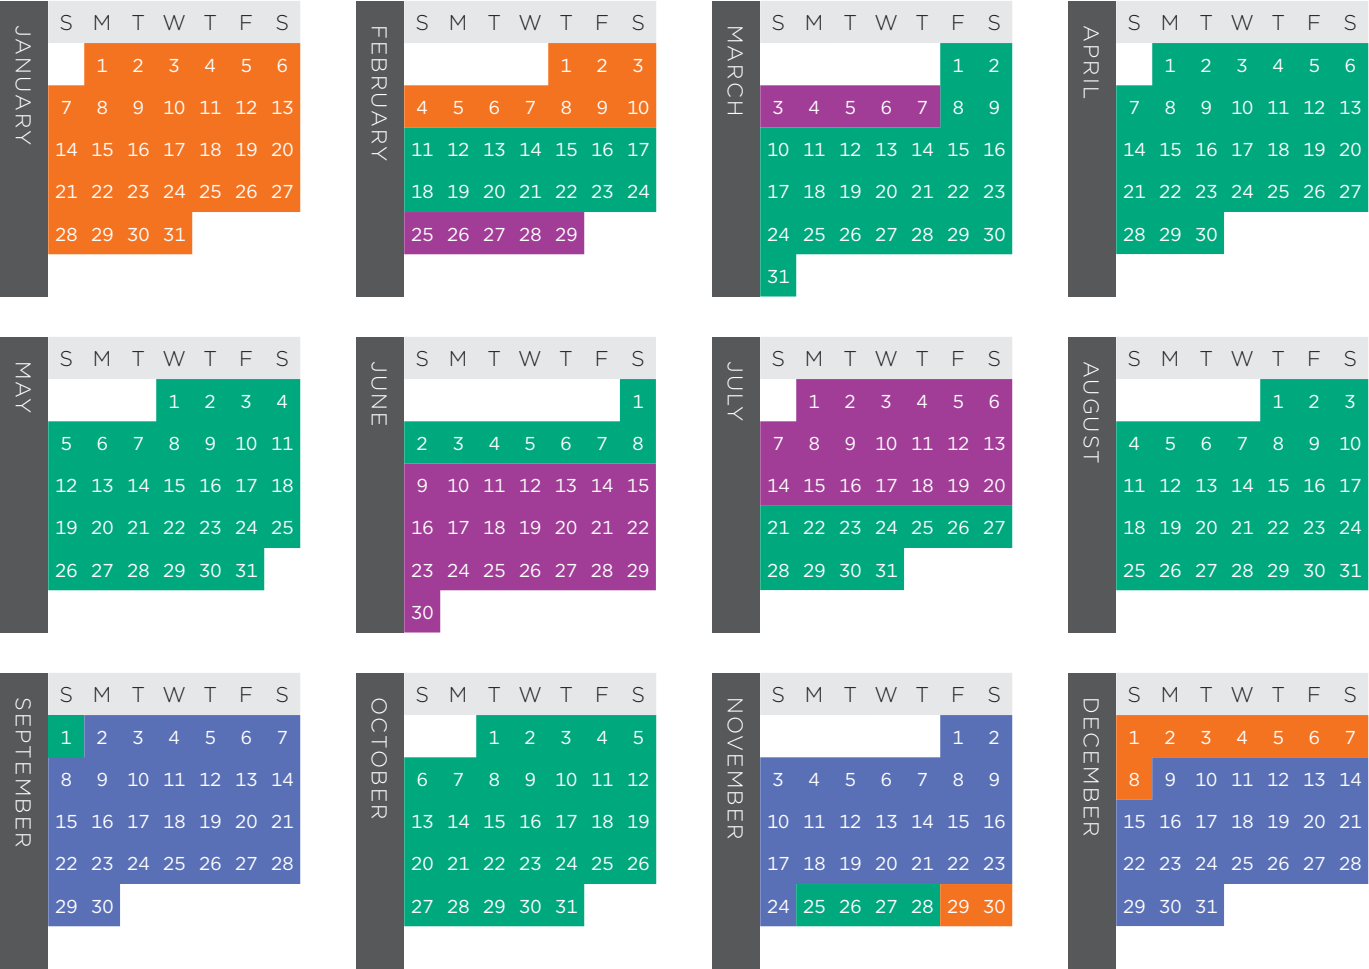 JANUARY
S M T W T F S
1 2 3 4 5 6
7 8 9 10 11 12 13
14 15 16 17 18 19 20
21 22 23 24 25 26 27
28 29 30 31
FEBRUARY
S M T W T F S
1 2 3
4 5 6 7 8 9 10
11 12 13 14 15 16 17
18 19 20 21 22 23 24
25 26 27 28 29
MARCH
S M T W T F S
1 2
3 4 5 6 7 8 9
10 11 12 13 14 15 16
17 18 19 20 21 22 23
24 25 26 27 28 29 30
31
APRIL
S M T W T F S
1 2 3 4 5 6
7 8 9 10 11 12 13
14 15 16 17 18 19 20
21 22 23 24 25 26 27
28 29 30
MAY
S M T W T F S
1 2 3 4
5 6 7 8 9 10 11
12 13 14 15 16 17 18
19 20 21 22 23 24 25
26 27 28 29 30 31
JUNE
S M T W T F S
1
2 3 4 5 6 7 8
9 10 11 12 13 14 15
16 17 18 19 20 21 22
23 24 25 26 27 28 29
30
JULY
S M T W T F S
1 2 3 4 5 6
7 8 9 10 11 12 13
14 15 16 17 18 19 20
21 22 23 24 25 26 27
28 29 30 31
AUGUST
S M T W T F S
1 2 3
4 5 6 7 8 9 10
11 12 13 14 15 16 17
18 19 20 21 22 23 24
25 26 27 28 29 30 31
SEPTEMBER
S M T W T F S
1 2 3 4 5 6 7
8 9 10 11 12 13 14
15 16 17 18 19 20 21
22 23 24 25 26 27 28
29 30
OCTOBER
S M T W T F S
1 2 3 4 5
6 7 8 9 10 11 12
13 14 15 16 17 18 19
20 21 22 23 24 25 26
27 28 29 30 31
NOVEMBER
S M T W T F S
1 2
3 4 5 6 7 8 9
10 11 12 13 14 15 16
17 18 19 20 21 22 23
24 25 26 27 28 29 30
DECEMBER
S M T W T F S
1 2 3 4 5 6 7
8 9 10 11 12 13 14
15 16 17 18 19 20 21
22 23 24 25 26 27 28
29 30 31